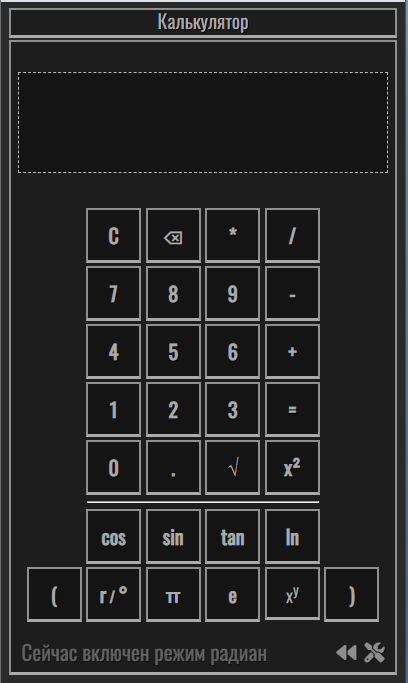 Калькулятор
C * /
7 8 9 -
4 5 6 +
1 2 3 =
0 . √ x²
cos sin tan ln
( r/° π e xʸ )
Сейчас включен режим радиан